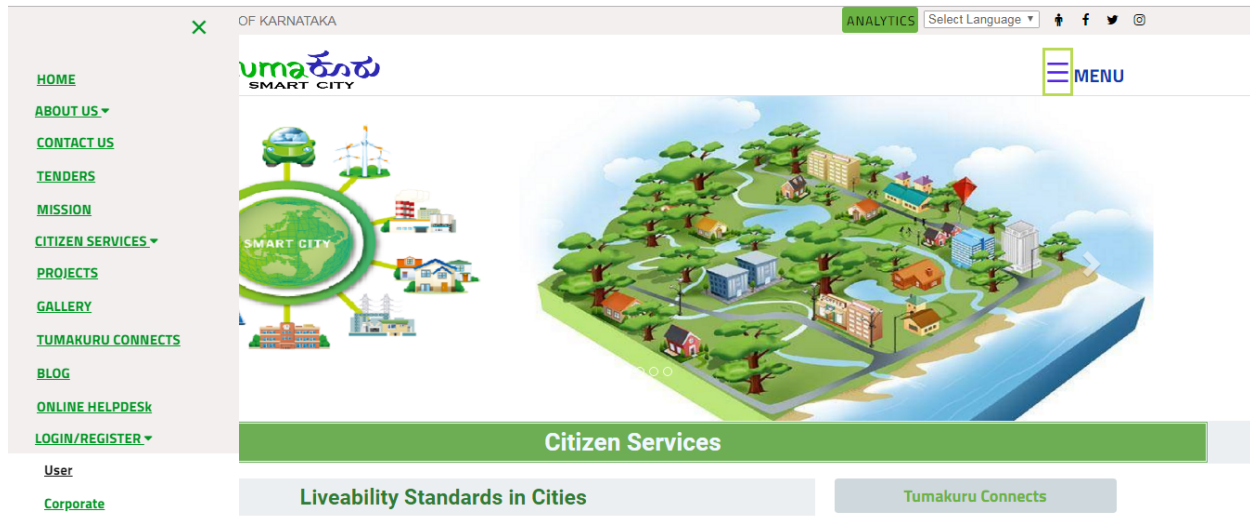 OF KARNATAKA
ANALYTICS Select Language
umaಕೂರು
SMART CITY
MENU
HOME
ABOUT US
CONTACT US
TENDERS
MISSION
CITIZEN SERVICES
PROJECTS
GALLERY
TUMAKURU CONNECTS
BLOG
ONLINE HELPDESk
LOGIN/REGISTER
User
Corporate
SMART CITY
Citizen Services
Liveability Standards in Cities
Tumakuru Connects